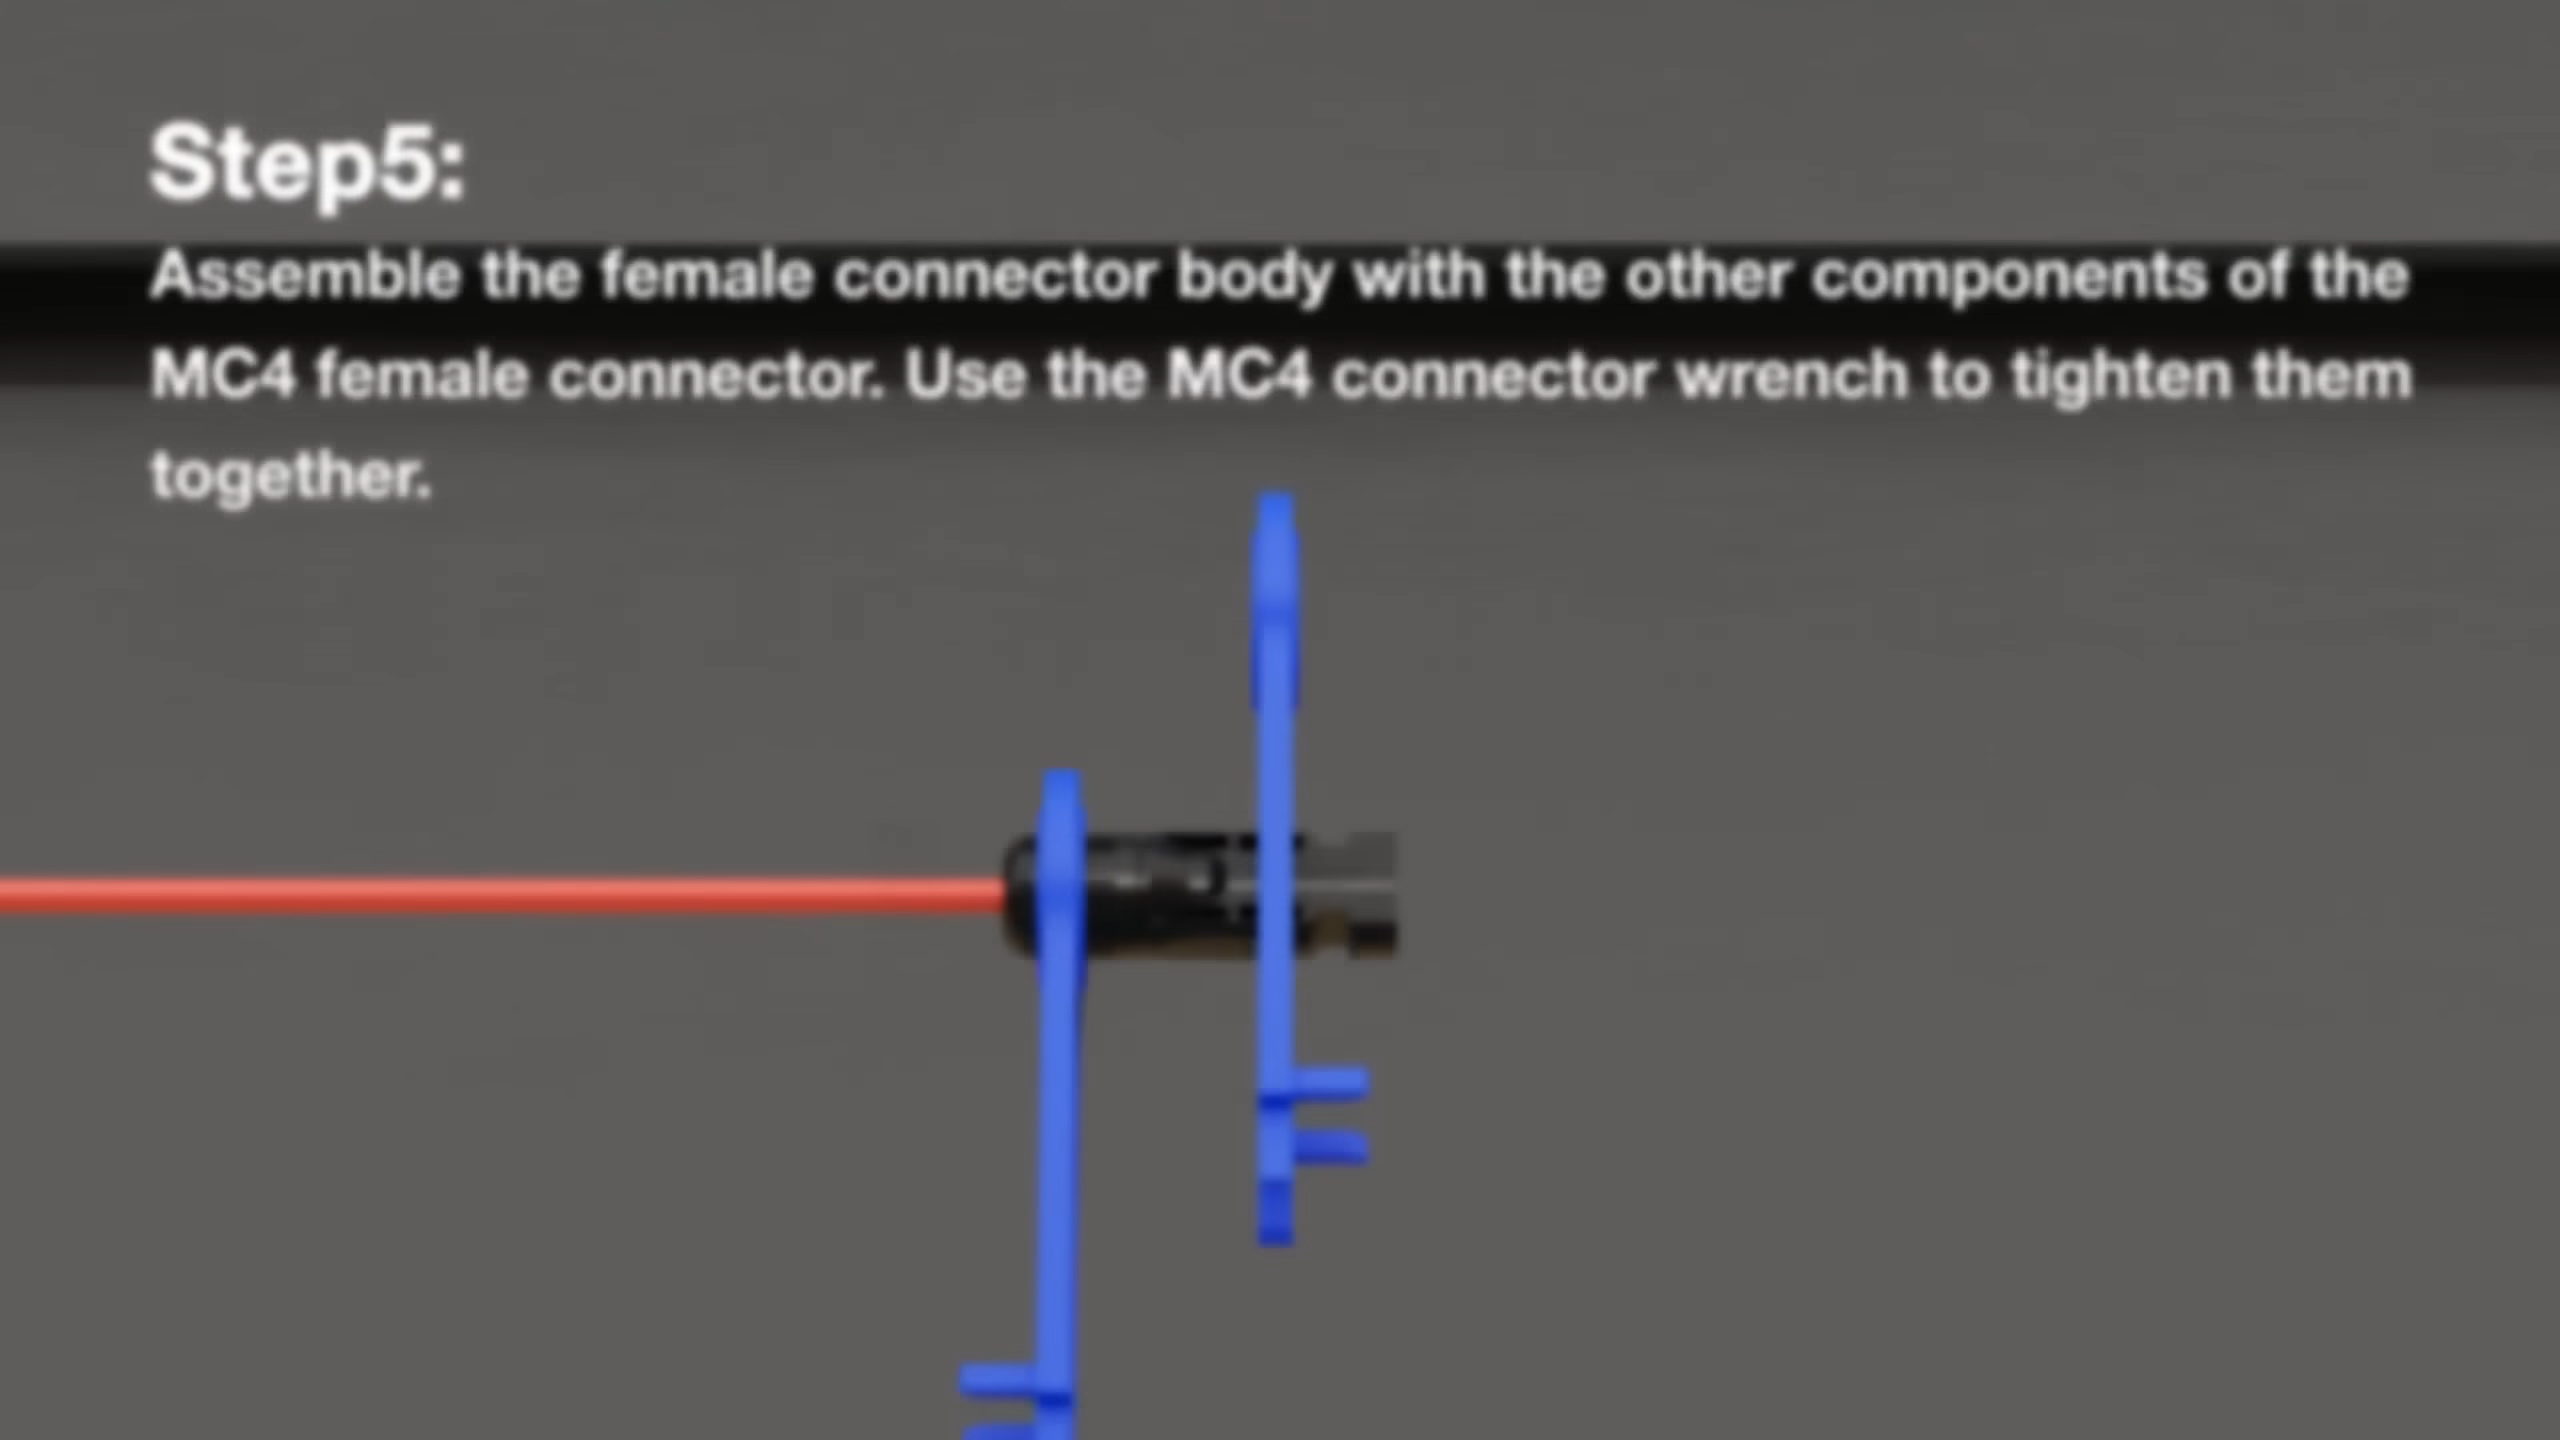 Step5:
Assemble the female connector body with the other components of the
MC4 female connector. Use the MC4 connector wrench to tighten them
together.